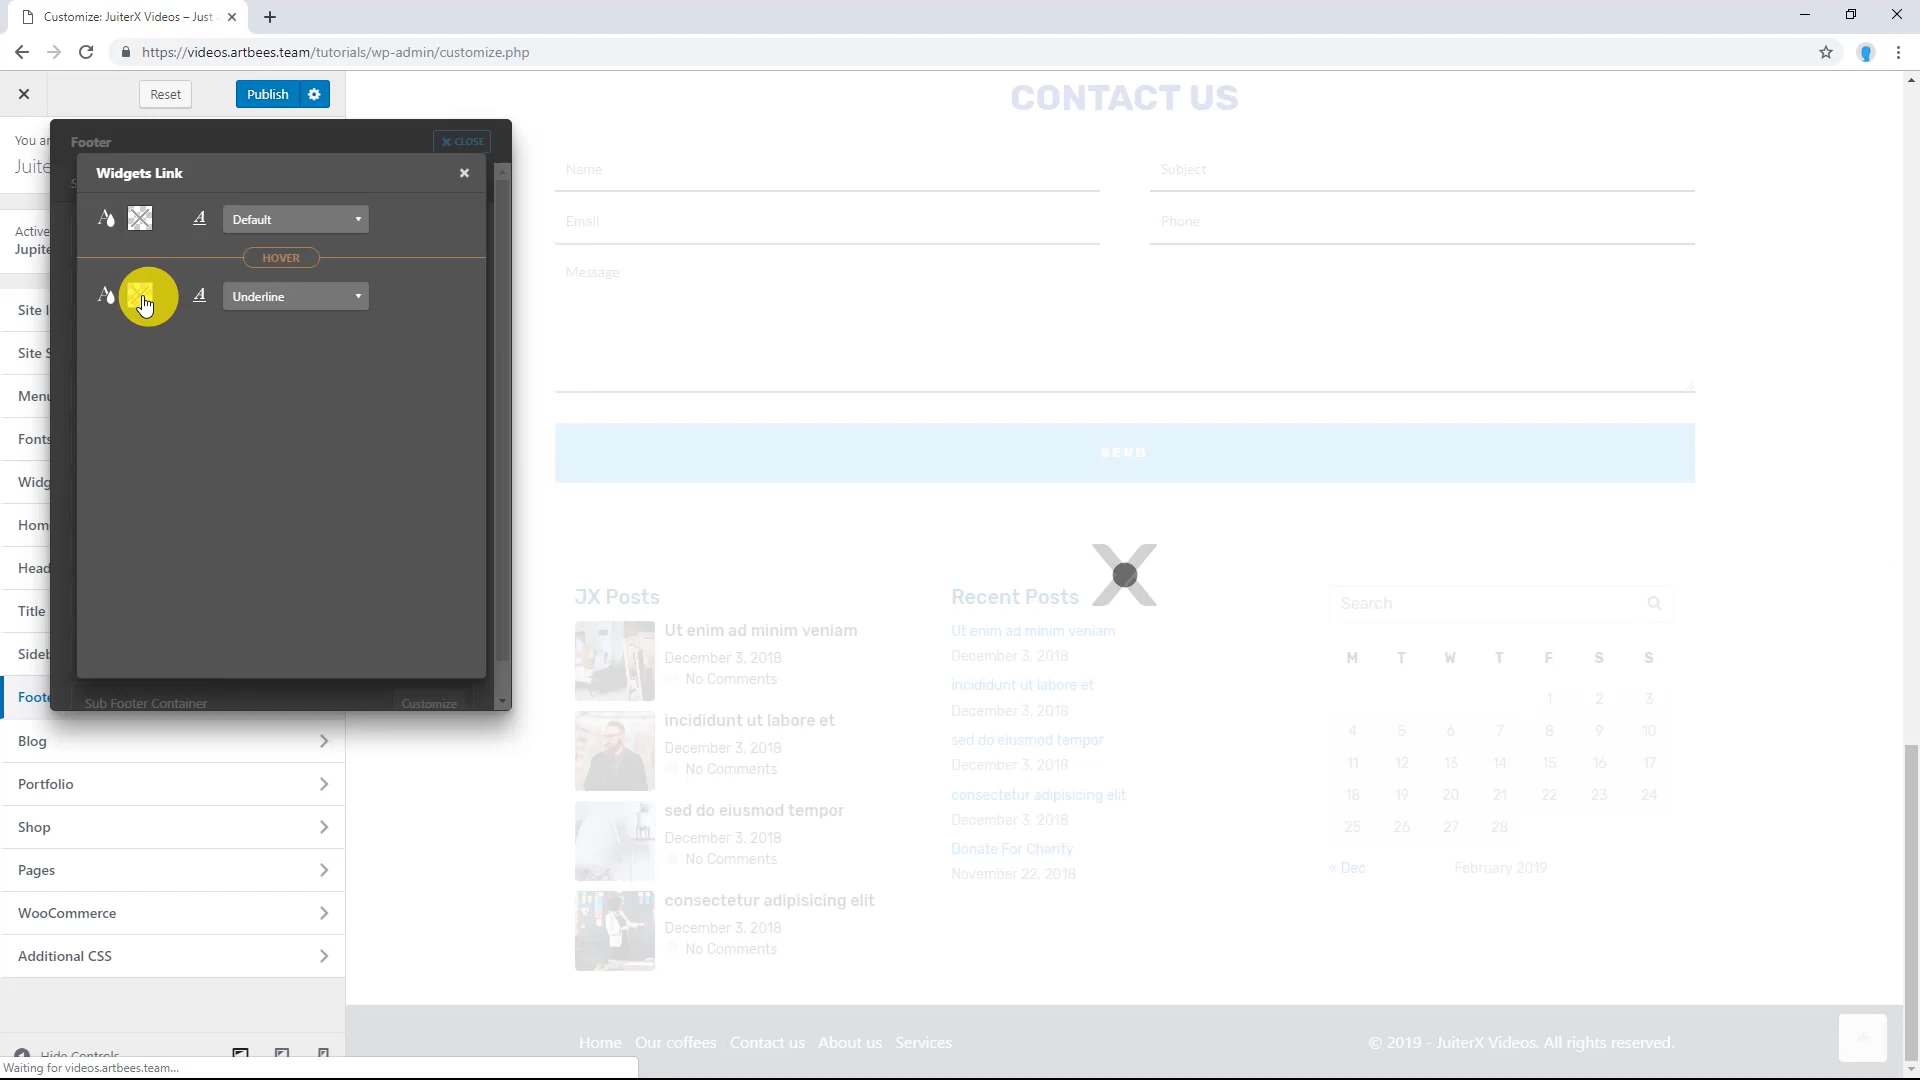 Customize: JuiterX Videos – Just
https://videos.artbees.team/tutorials/wp-admin/customize.php
Reset
Publish
You ar
Juite
Active
Jupite
Site I
Site S
Menu
Fonts
Widg
Hom
Head
Title
Sideb
Foote
Blog
Portfolio
Shop
Pages
WooCommerce
Additional CSS
Hide Controls
Waiting for videos.artbees.team...
Footer
CLOSE
Widgets Link
Default
HOVER
Underline
Sub Footer Container
Customize
CONTACT US
Name
Subject
Email
Phone
Message
SEND
JX Posts
Ut enim ad minim veniam
December 3, 2018
No Comments
incididunt ut labore et
December 3, 2018
No Comments
sed do eiusmod tempor
December 3, 2018
No Comments
consectetur adipisicing elit
December 3, 2018
No Comments
Recent Posts
Ut enim ad minim veniam
December 3, 2018
incididunt ut labore et
December 3, 2018
sed do eiusmod tempor
December 3, 2018
consectetur adipisicing elit
December 3, 2018
Donate For Charity
November 22, 2018
Search
M T W T F S S
1 2 3
4 5 6 7 8 9 10
11 12 13 14 15 16 17
18 19 20 21 22 23 24
25 26 27 28
« Dec February 2019
Home Our coffees Contact us About us Services
© 2019 - JuiterX Videos. All rights reserved.